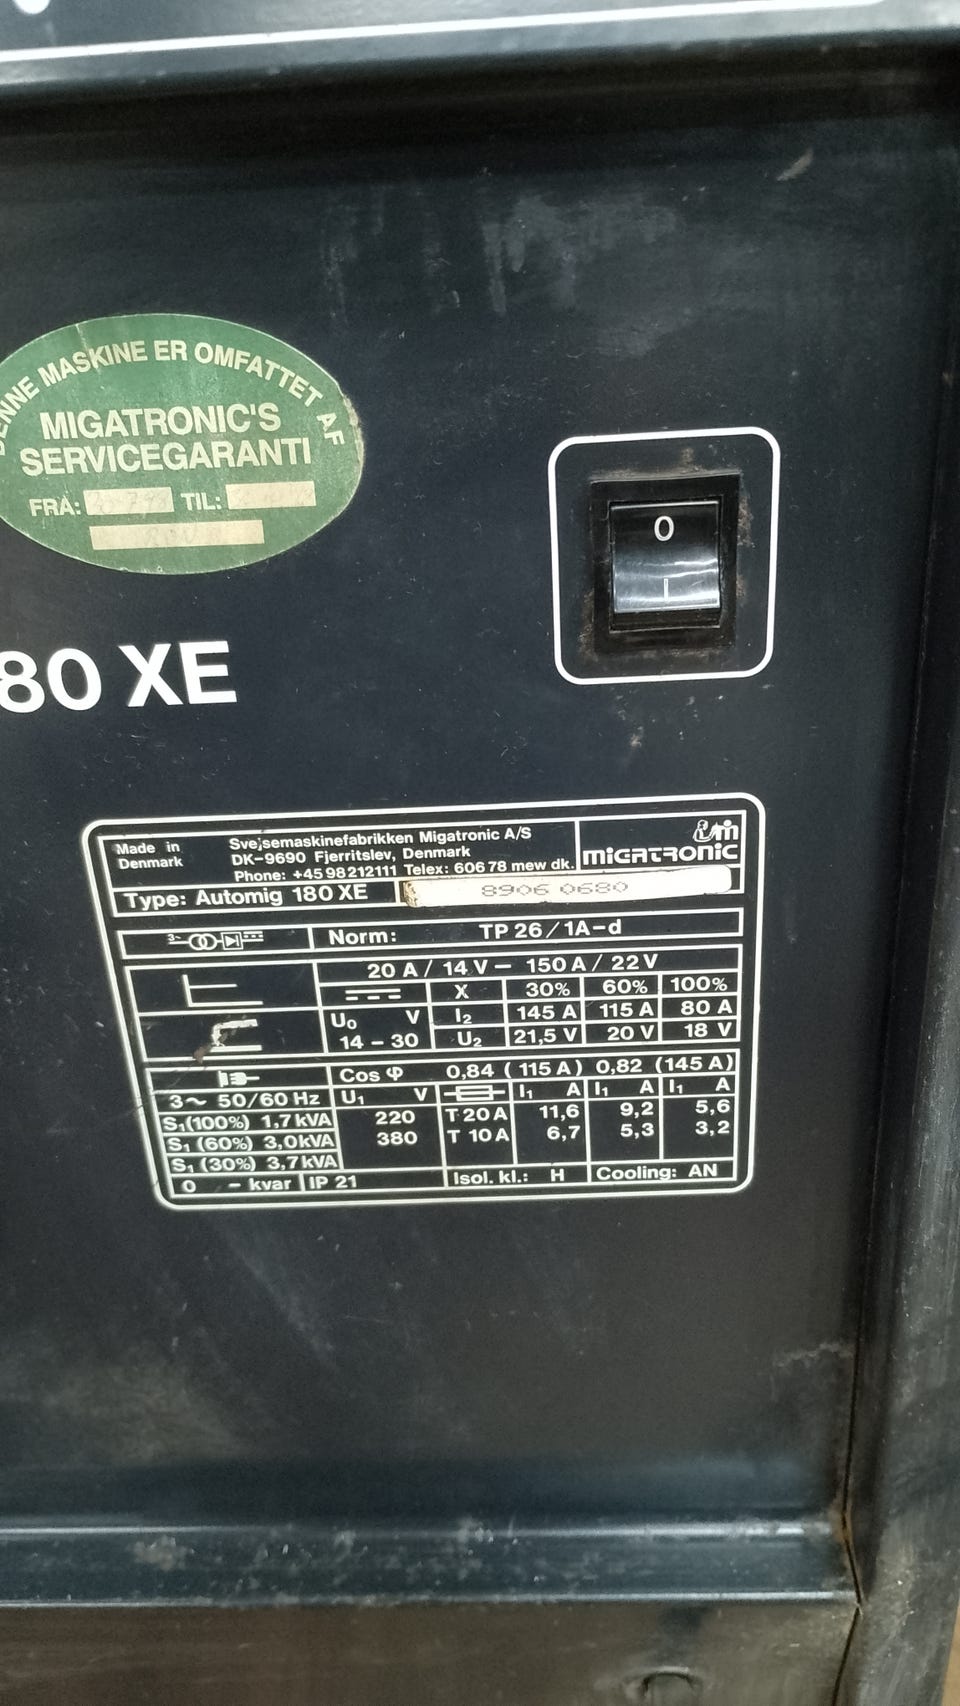 DENNE MASKINE ER OMFATTET AF
MIGATRONIC'S
SERVICEGARANTI
FRA: TIL:
0
I
80 XE
Made in
Denmark
Svejsemaskinefabrikken Migatronic A/S
DK-9690 Fjerritslev, Denmark
Phone: +45 98212111 Telex: 606 78 mew dk.
MIGATRONIC
Type: Automig 180 XE
8906 0680
3~
Norm: TP 26/1A-d
20 A / 14 V - 150 A / 22 V
X 30% 60% 100%
U0 V I2 145 A 115 A 80 A
14 - 30 U2 21,5 V 20 V 18 V
Cos φ 0,84 (115 A) 0,82 (145 A)
3~ 50/60 Hz U1 V I1 A I1 A I1 A
S1(100%) 1,7 kVA 220 T 20 A 11,6 9,2 5,6
S1 (60%) 3,0 kVA 380 T 10 A 6,7 5,3 3,2
S1 (30%) 3,7 kVA
0 - kvar IP 21 Isol. kl.: H Cooling: AN